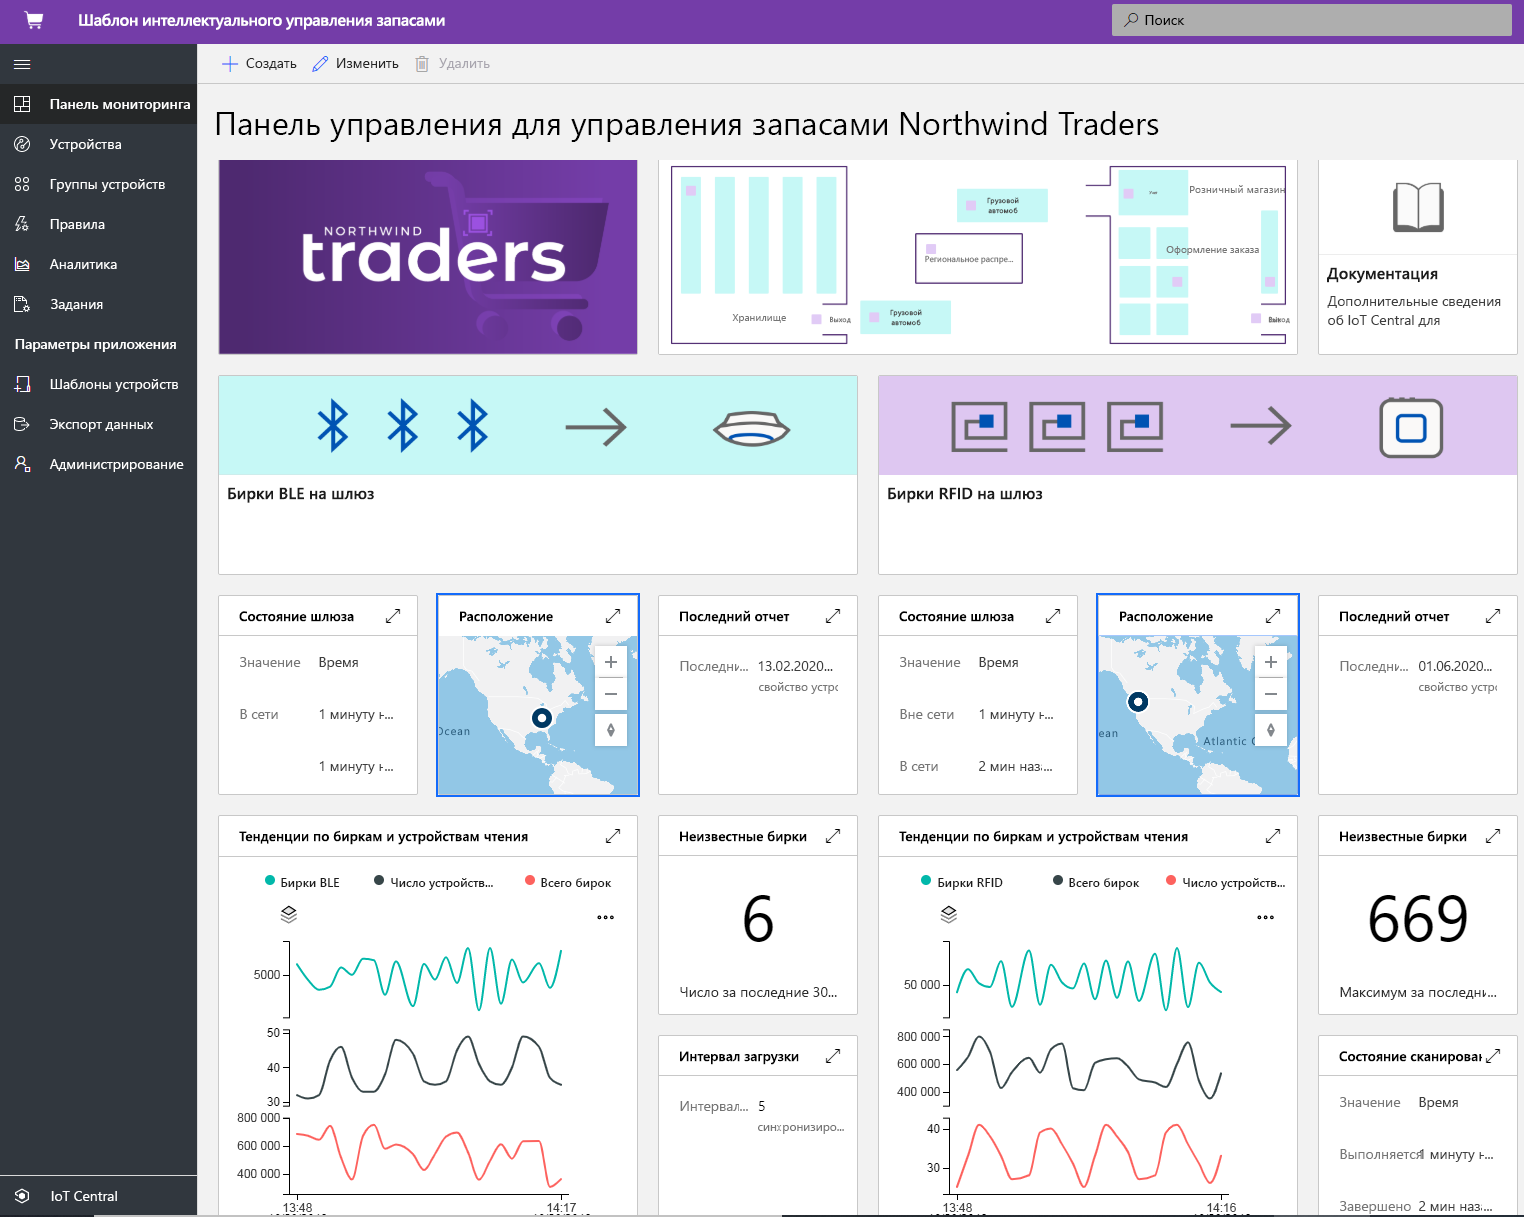 Шаблон интеллектуального управления запасами
Поиск
Создать Изменить Удалить
Панель мониторинга
Устройства
Группы устройств
Правила
Аналитика
Задания
Параметры приложения
Шаблоны устройств
Экспорт данных
Администрирование
IoT Central
Панель управления для управления запасами Northwind Traders
NORTHWIND
traders
Хранилище
Выход
Грузовой
автомоб
Региональное распре...
Грузовой
автомоб
Розничный магазин
Оформление заказа
Документация
Дополнительные сведения
об IoT Central для
Бирки BLE на шлюз
Бирки RFID на шлюз
Состояние шлюза
Значение Время
В сети 1 минуту н...
1 минуту н...
Расположение
Ocean
Последний отчет
Последн... 13.02.2020...
свойство устро
Состояние шлюза
Значение Время
Вне сети 1 минуту н...
В сети 2 мин наз...
Расположение
ean
Atlantic
Последний отчет
Последн... 01.06.2020...
свойство устро
Тенденции по биркам и устройствам чтения
Бирки BLE Число устройств... Всего бирок
5000
50
40
30
800 000
600 000
400 000
13:48 14:17
Неизвестные бирки
6
Число за последние 30...
Интервал загрузки
Интервал... 5
синхронизиро...
Тенденции по биркам и устройствам чтения
Бирки RFID Всего бирок Число устройств...
50 000
800 000
600 000
400 000
40
30
13:48 14:16
Неизвестные бирки
669
Максимум за последни...
Состояние сканирован
Значение Время
Выполняется 1 минуту н...
Завершено 2 мин наз...